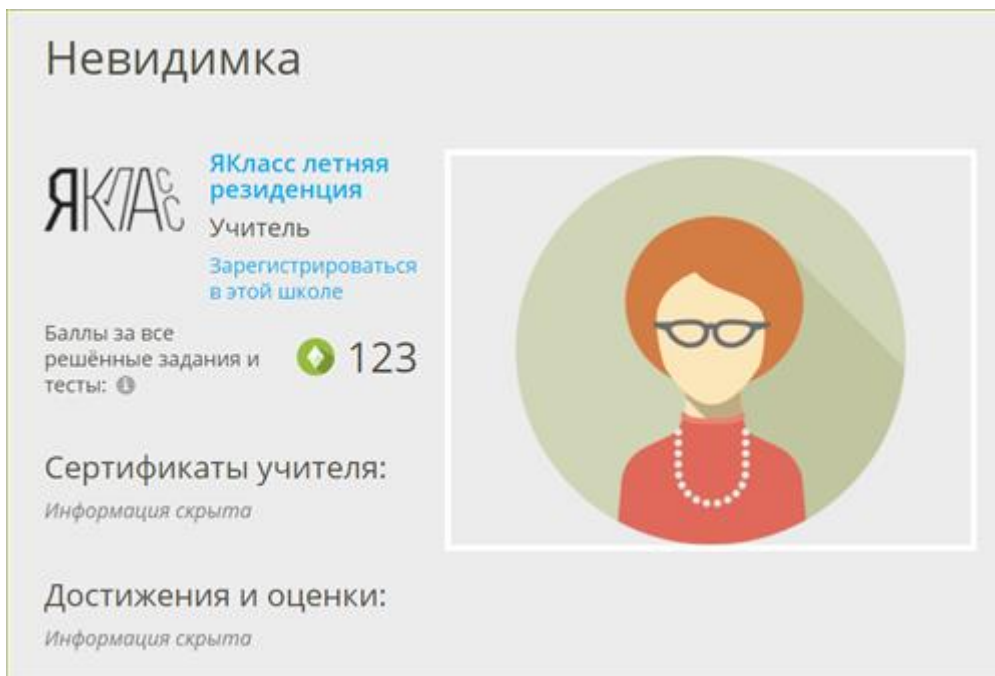 Невидимка
ЯКЛАСС
ЯКласс летняя
резиденция
Учитель
Зарегистрироваться
в этой школе
Баллы за все
решённые задания и
тесты:
123
Сертификаты учителя:
Информация скрыта
Достижения и оценки:
Информация скрыта